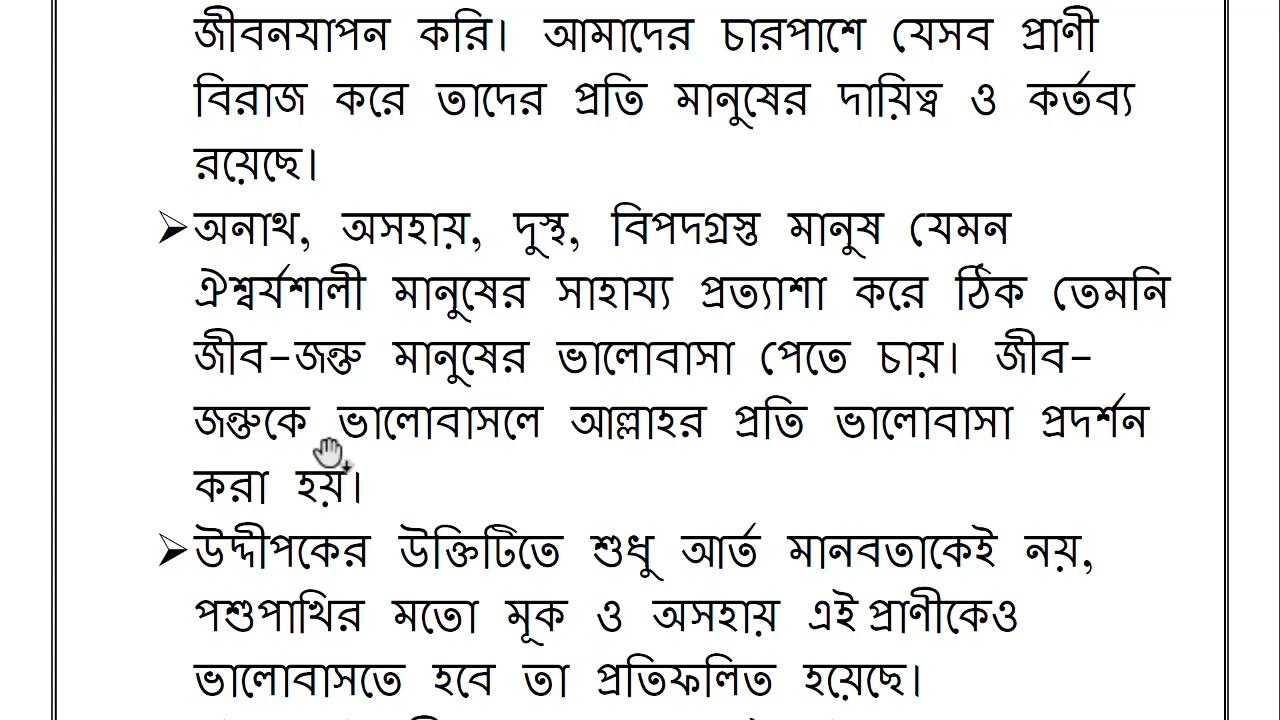 জীবনযাপন করি। আমাদের চারপাশে যেসব প্রাণী
বিরাজ করে তাদের প্রতি মানুষের দায়িত্ব ও কর্তব্য
রয়েছে।
➢অনাথ, অসহায়, দুস্থ, বিপদগ্রস্ত মানুষ যেমন
ঐশ্বর্যশালী মানুষের সাহায্য প্রত্যাশা করে ঠিক তেমনি
জীব-জন্তু মানুষের ভালোবাসা পেতে চায়। জীব-
জন্তুকে ভালোবাসলে আল্লাহর প্রতি ভালোবাসা প্রদর্শন
করা হয়।
➢উদ্দীপকের উক্তিটিতে শুধু আর্ত মানবতাকেই নয়,
পশুপাখির মতো মূক ও অসহায় এই প্রাণীকেও
ভালোবাসতে হবে তা প্রতিফলিত হয়েছে।